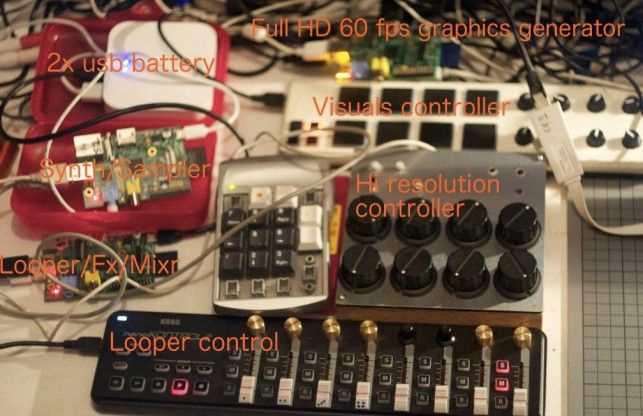 Full HD 60 fps graphics generator
2x usb battery
Visuals controller
Synth/Sampler
Hi resolution
controller
Looper/Fx/Mixr
KORG
nanoKONTROL2
Looper control
S
M
R